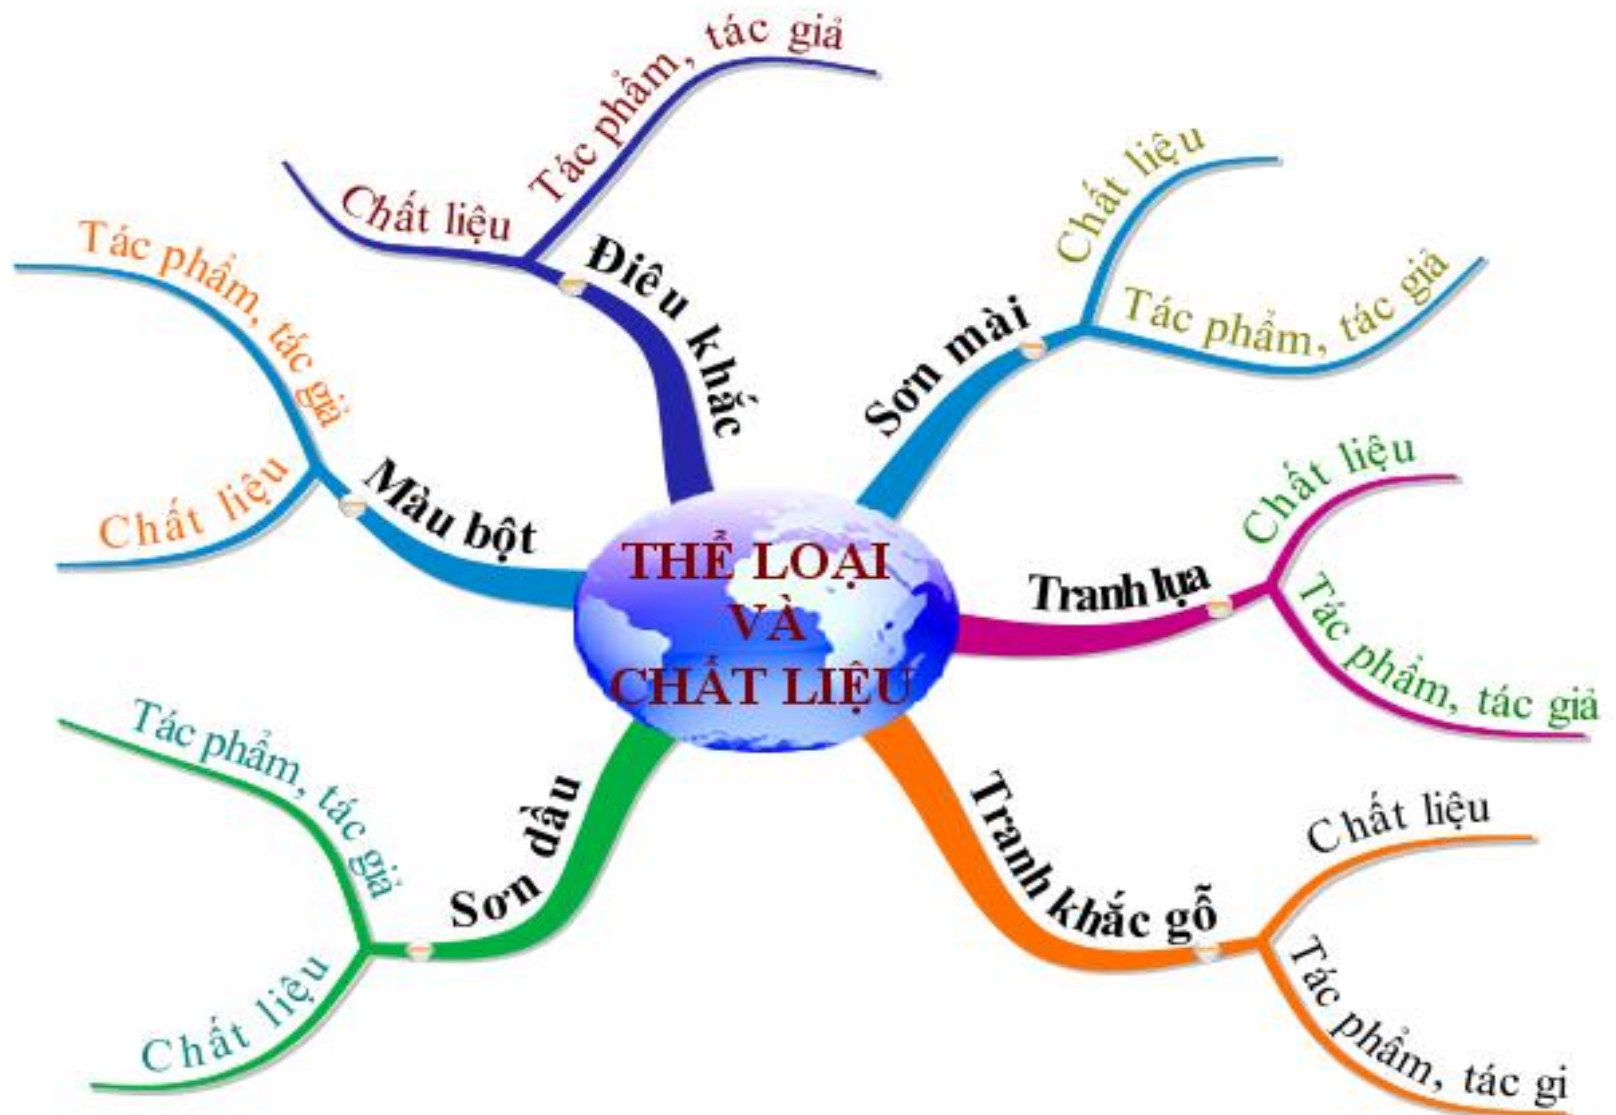 THỂ LOẠI
VÀ
CHẤT LIỆU
Sơn mài
Chất liệu
Tác phẩm, tác giả
Tranh lụa
Chất liệu
Tác phẩm, tác giả
Tranh khắc gỗ
Chất liệu
Tác phẩm, tác gi
Sơn dầu
Tác phẩm, tác giả
Chất liệu
Màu bột
Tác phẩm, tác giả
Chất liệu
Điêu khắc
Chất liệu
Tác phẩm, tác giả